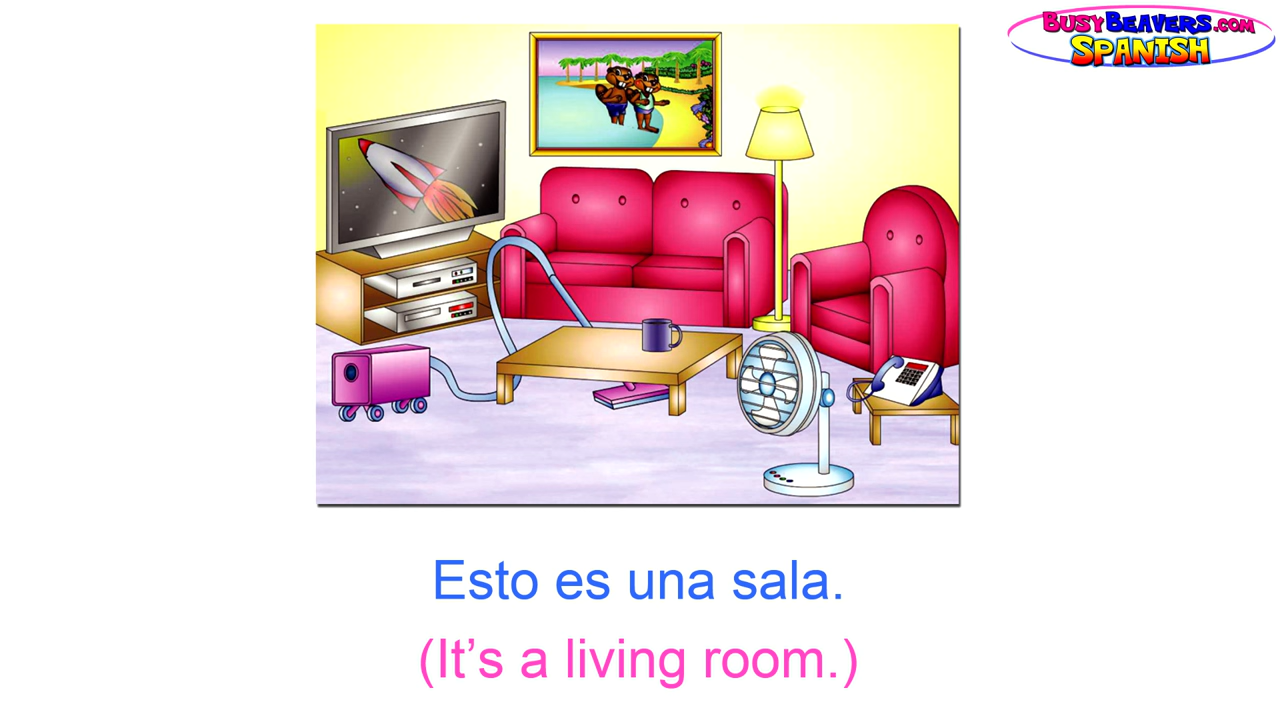 BUSYBEAVERS.COM
SPANISH
Esto es una sala.
(It's a living room.)